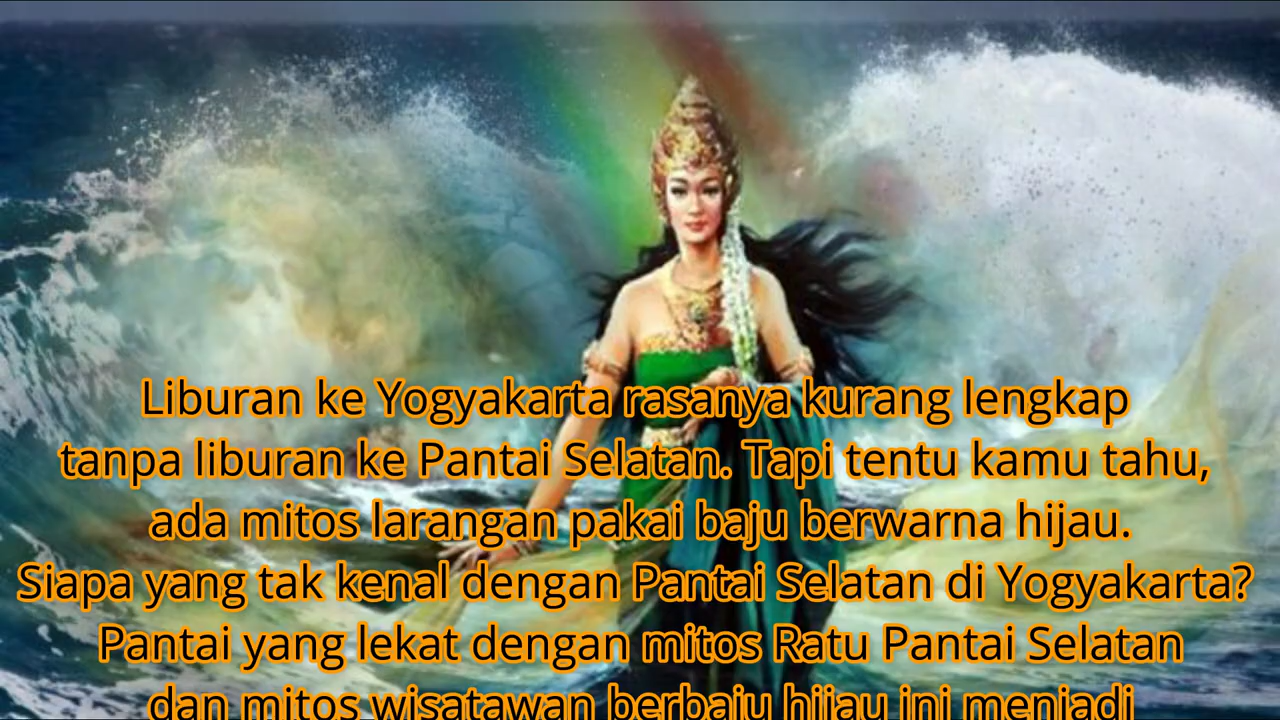 Liburan ke Yogyakarta rasanya kurang lengkap
tanpa liburan ke Pantai Selatan. Tapi tentu kamu tahu,
ada mitos larangan pakai baju berwarna hijau.
Siapa yang tak kenal dengan Pantai Selatan di Yogyakarta?
Pantai yang lekat dengan mitos Ratu Pantai Selatan
dan mitos wisatawan berbaju hijau ini menjadi